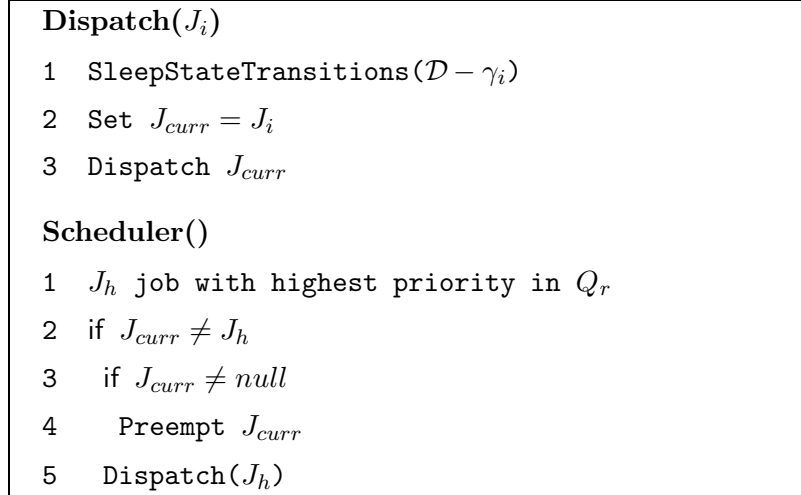 Dispatch(J_i)
1 SleepStateTransitions(𝒟 − γ_i)
2 Set J_curr = J_i
3 Dispatch J_curr
Scheduler()
1 J_h job with highest priority in Q_r
2 if J_curr ≠ J_h
3 if J_curr ≠ null
4 Preempt J_curr
5 Dispatch(J_h)